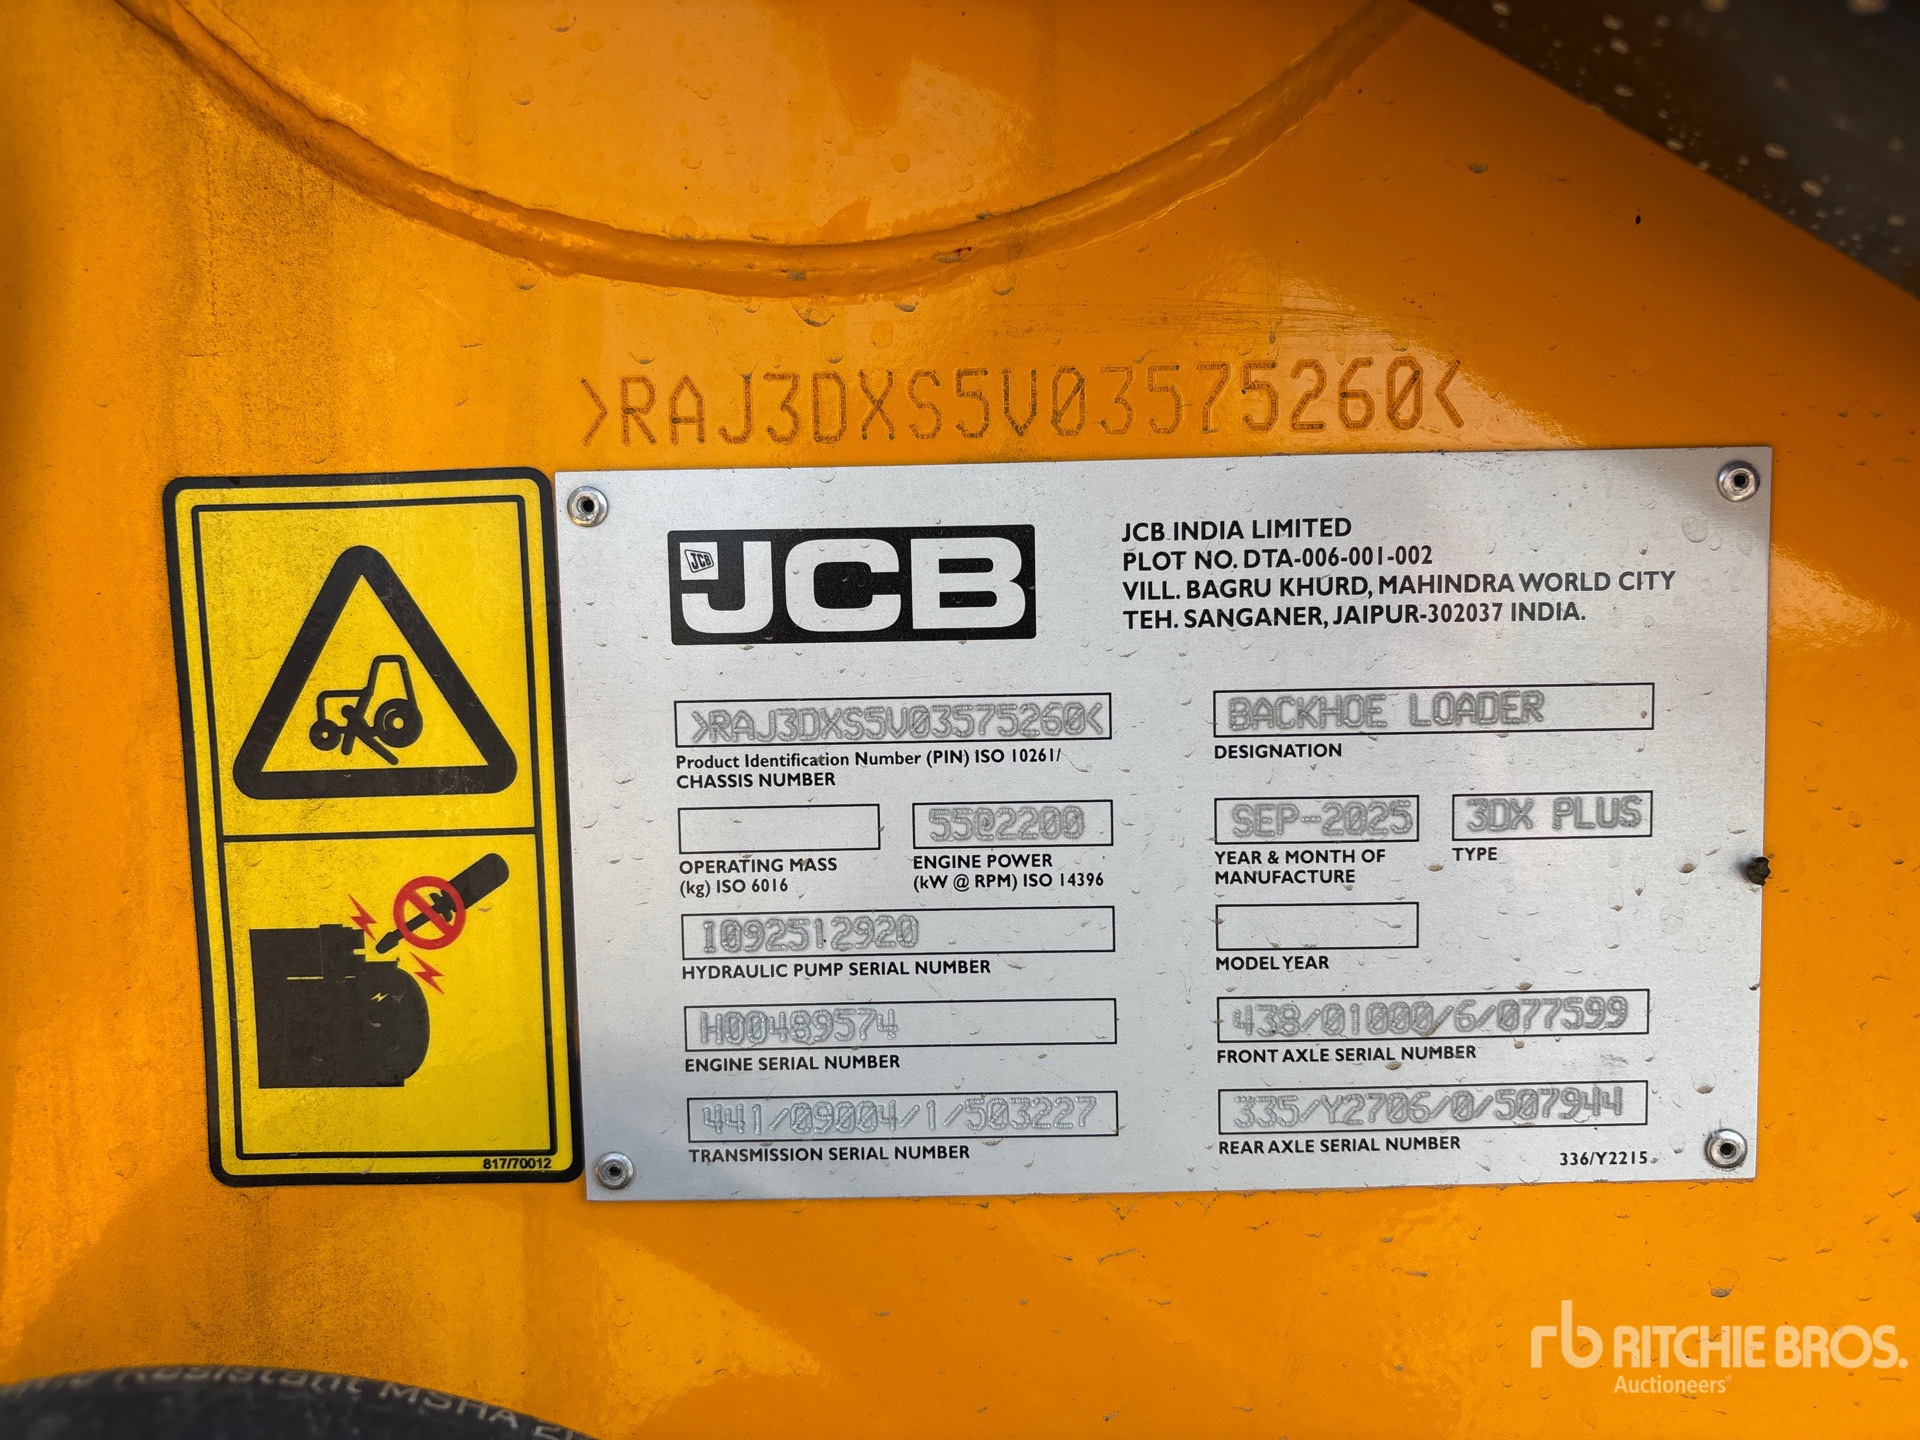 >RAJ3DXS5V03575260<
JCB
JCB
JCB INDIA LIMITED
PLOT NO. DTA-006-001-002
VILL. BAGRU KHURD, MAHINDRA WORLD CITY
TEH. SANGANER, JAIPUR-302037 INDIA.
>RAJ3DXS5V03575260<
Product Identification Number (PIN) ISO 10261/
CHASSIS NUMBER
BACKHOE LOADER
DESIGNATION
OPERATING MASS
(kg) ISO 6016
55@2200
ENGINE POWER
(kW @ RPM) ISO 14396
SEP-2025
YEAR & MONTH OF
MANUFACTURE
3DX PLUS
TYPE
I092512920
HYDRAULIC PUMP SERIAL NUMBER
MODEL YEAR
H00489574
ENGINE SERIAL NUMBER
438/01000/6/077599
FRONT AXLE SERIAL NUMBER
441/09004/1/503227
TRANSMISSION SERIAL NUMBER
335/Y2706/0/507944
REAR AXLE SERIAL NUMBER
336/Y2215
817/70012
Resistant MSHA
rb RITCHIE BROS.
Auctioneers